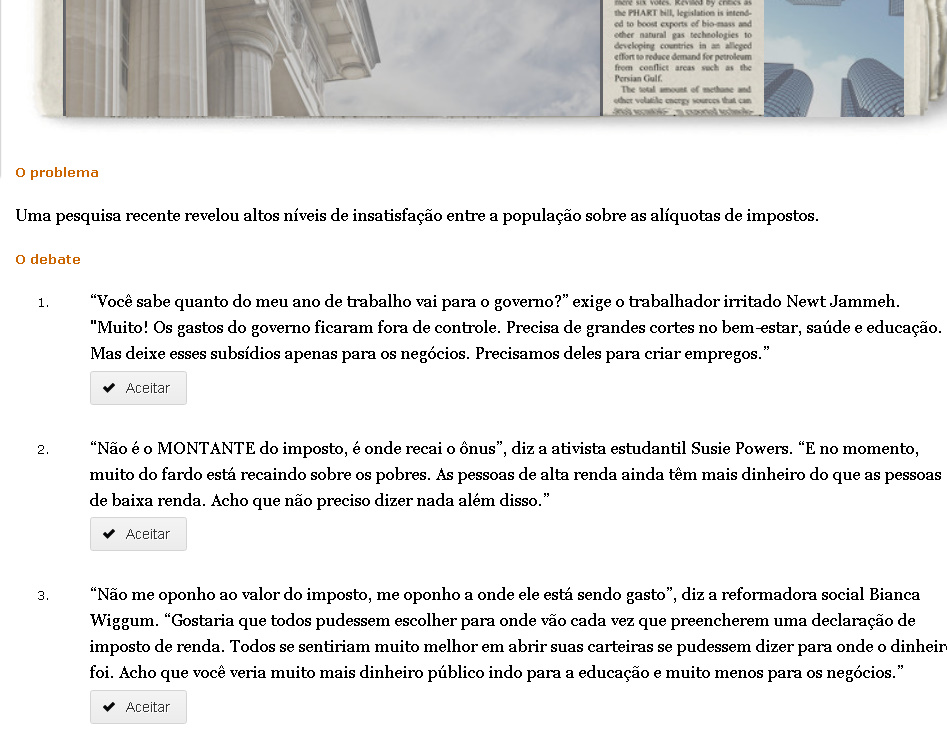 mere six votes. Revised by critics as
the PHART bill, legislation is intend-
ed to boost exports of bio-mass and
other natural gas technologies to
developing countries in an alleged
effort to reduce demand for petroleum
from conflict areas such as the
Persian Gulf.
The total amount of methane and
other volatile energy sources that can
O problema
Uma pesquisa recente revelou altos níveis de insatisfação entre a população sobre as alíquotas de impostos.
O debate
1. “Você sabe quanto do meu ano de trabalho vai para o governo?” exige o trabalhador irritado Newt Jammeh.
"Muito! Os gastos do governo ficaram fora de controle. Precisa de grandes cortes no bem-estar, saúde e educação.
Mas deixe esses subsídios apenas para os negócios. Precisamos deles para criar empregos.”
Aceitar
2. “Não é o MONTANTE do imposto, é onde recai o ônus”, diz a ativista estudantil Susie Powers. “E no momento,
muito do fardo está recaindo sobre os pobres. As pessoas de alta renda ainda têm mais dinheiro do que as pessoas
de baixa renda. Acho que não preciso dizer nada além disso.”
Aceitar
3. “Não me oponho ao valor do imposto, me oponho a onde ele está sendo gasto”, diz a reformadora social Bianca
Wiggum. “Gostaria que todos pudessem escolher para onde vão cada vez que preencherem uma declaração de
imposto de renda. Todos se sentiriam muito melhor em abrir suas carteiras se pudessem dizer para onde o dinheir
foi. Acho que você veria muito mais dinheiro público indo para a educação e muito menos para os negócios.”
Aceitar